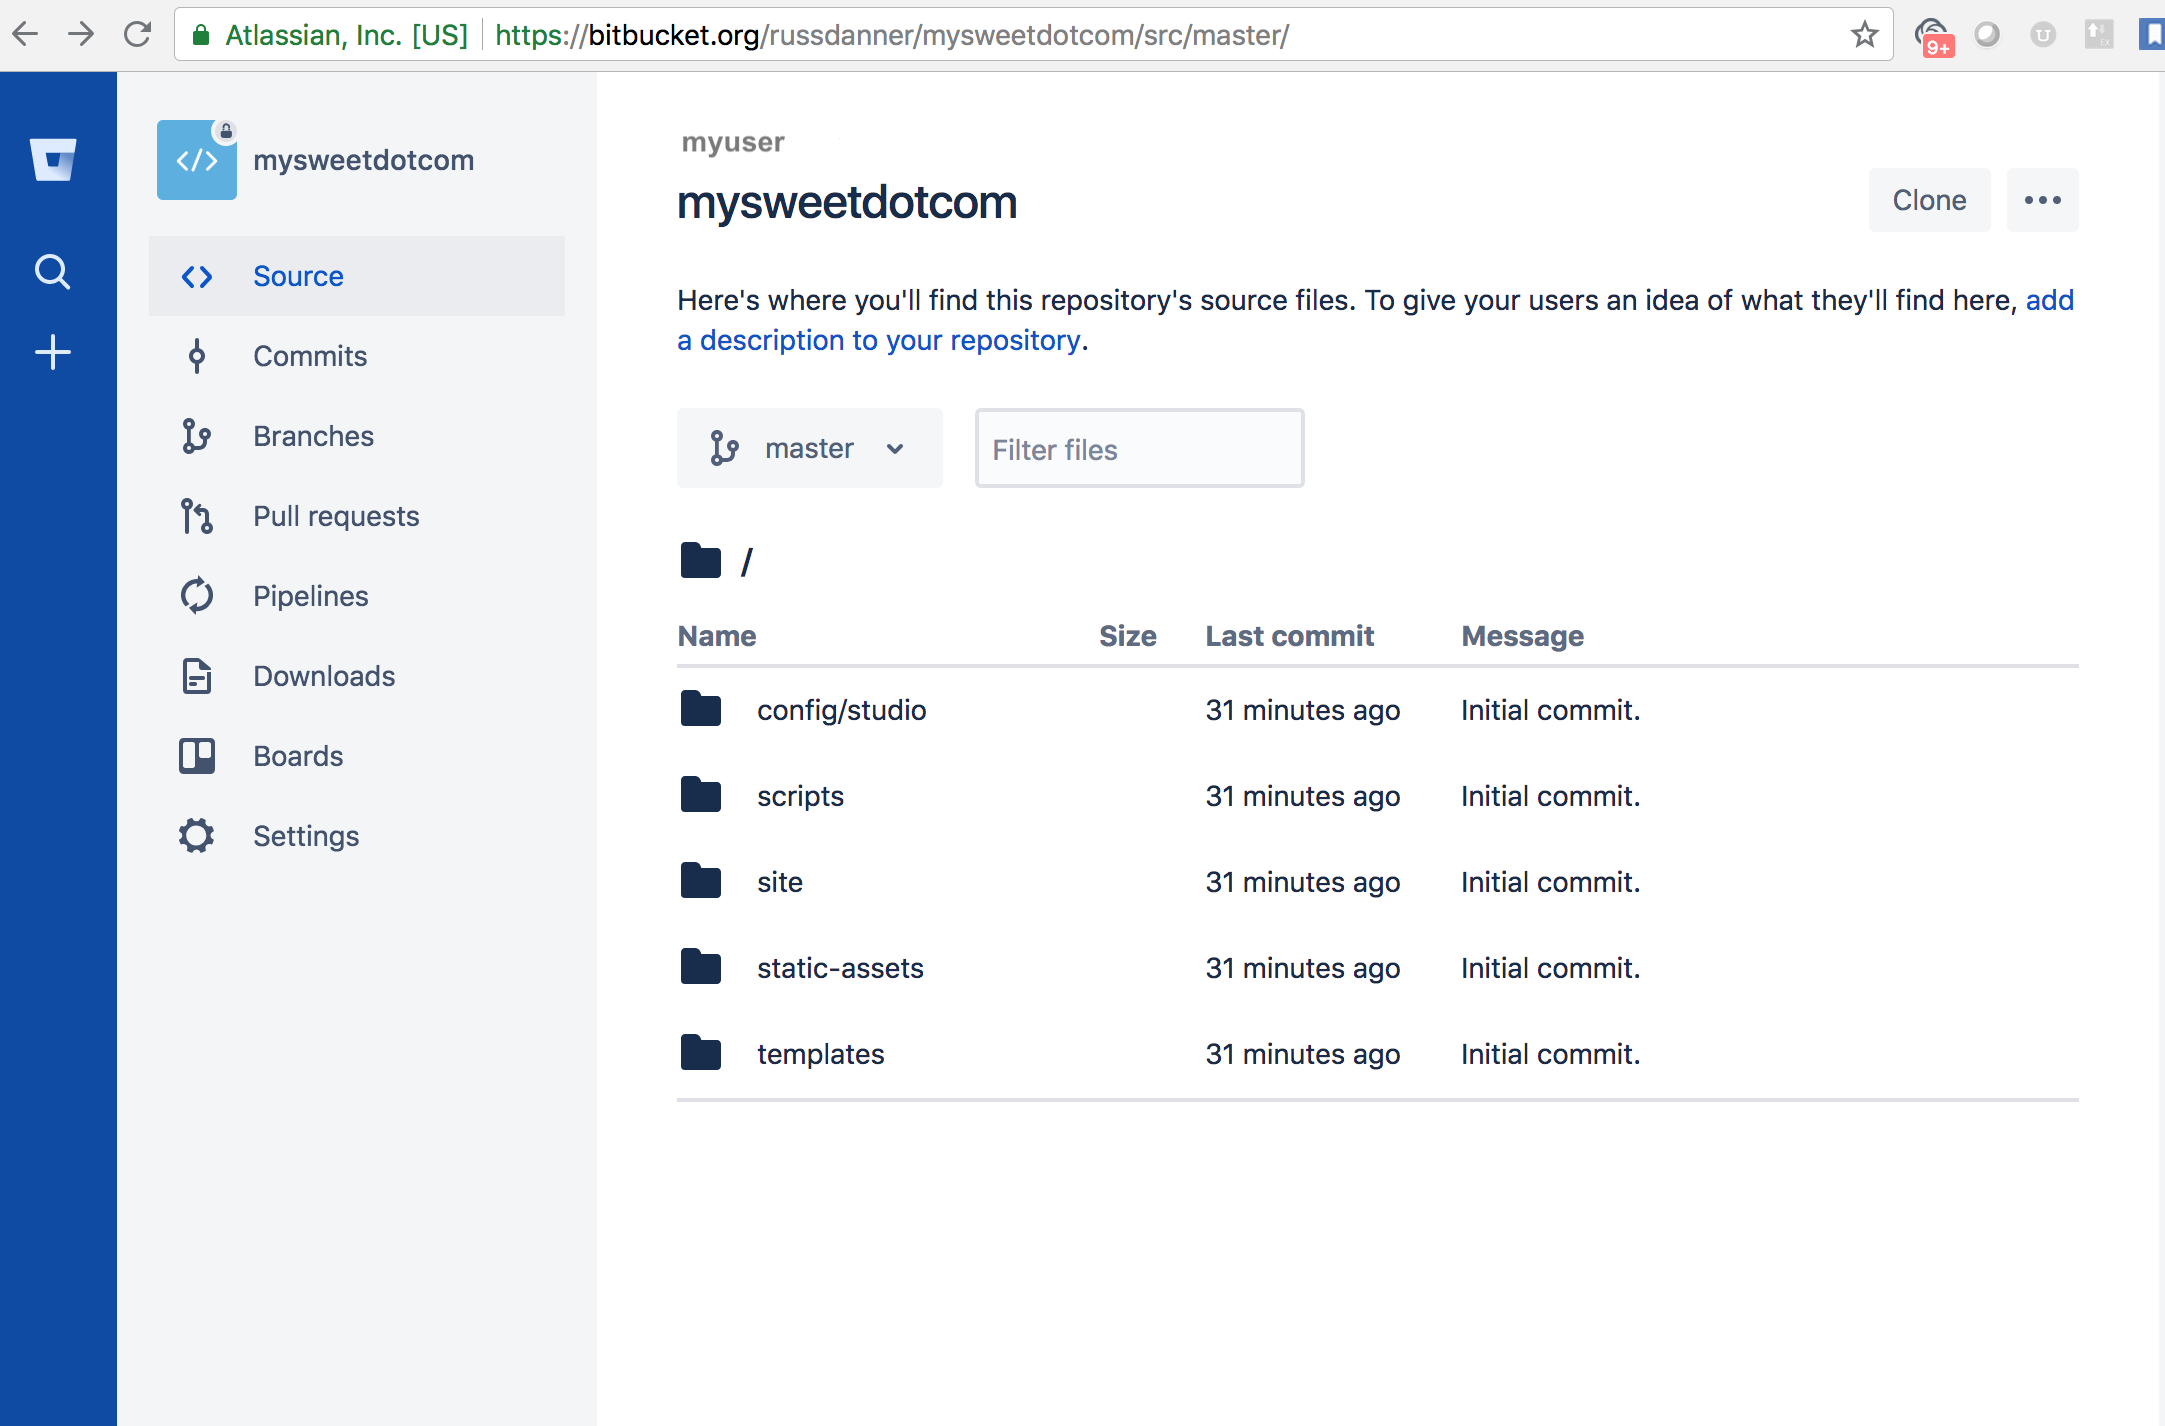 Atlassian, Inc. [US] https://bitbucket.org/russdanner/mysweetdotcom/src/master/
9+
U
EX
mysweetdotcom
Source
Commits
Branches
Pull requests
Pipelines
Downloads
Boards
Settings
myuser
mysweetdotcom
Clone
Here's where you'll find this repository's source files. To give your users an idea of what they'll find here, add
a description to your repository.
master
Filter files
/
Name Size Last commit Message
config/studio 31 minutes ago Initial commit.
scripts 31 minutes ago Initial commit.
site 31 minutes ago Initial commit.
static-assets 31 minutes ago Initial commit.
templates 31 minutes ago Initial commit.